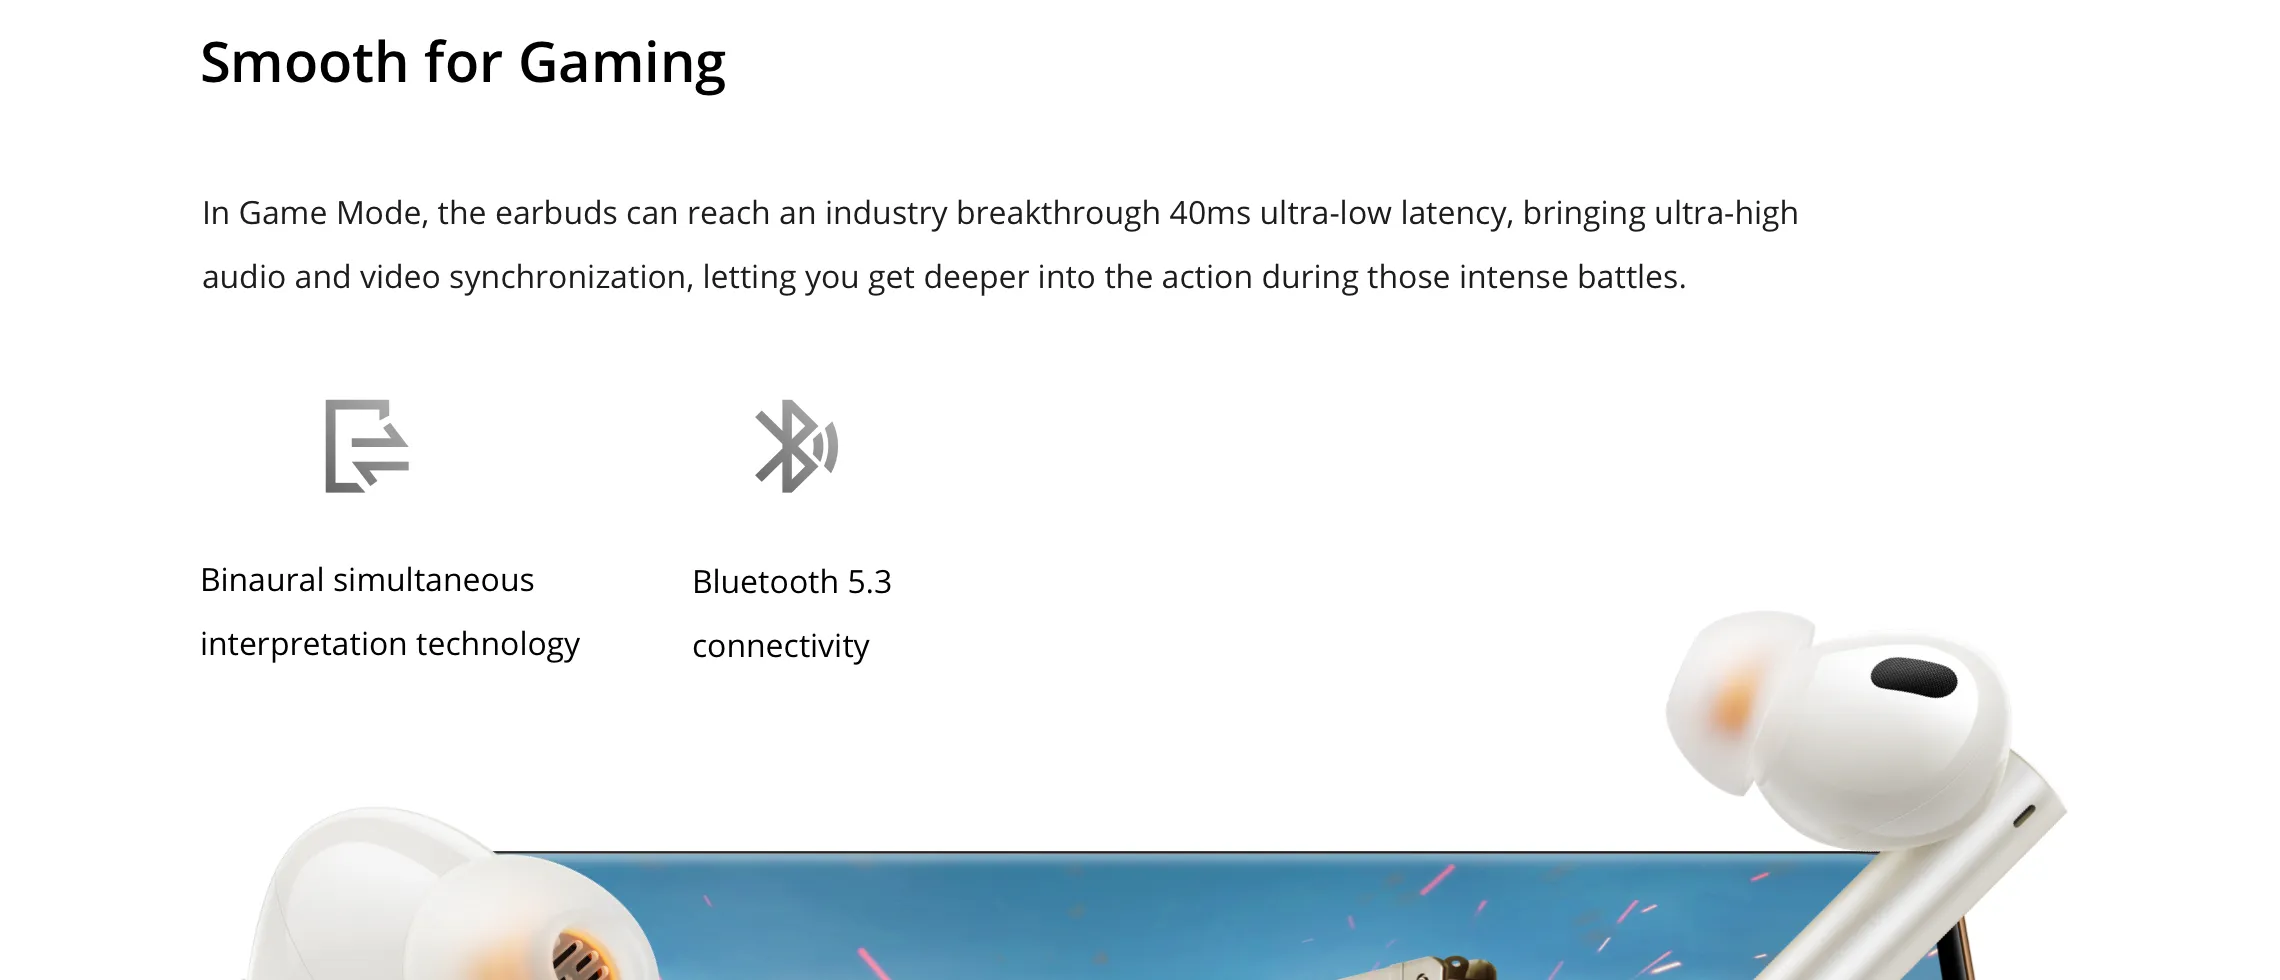 Smooth for Gaming
In Game Mode, the earbuds can reach an industry breakthrough 40ms ultra-low latency, bringing ultra-high
audio and video synchronization, letting you get deeper into the action during those intense battles.
Binaural simultaneous
interpretation technology
Bluetooth 5.3
connectivity